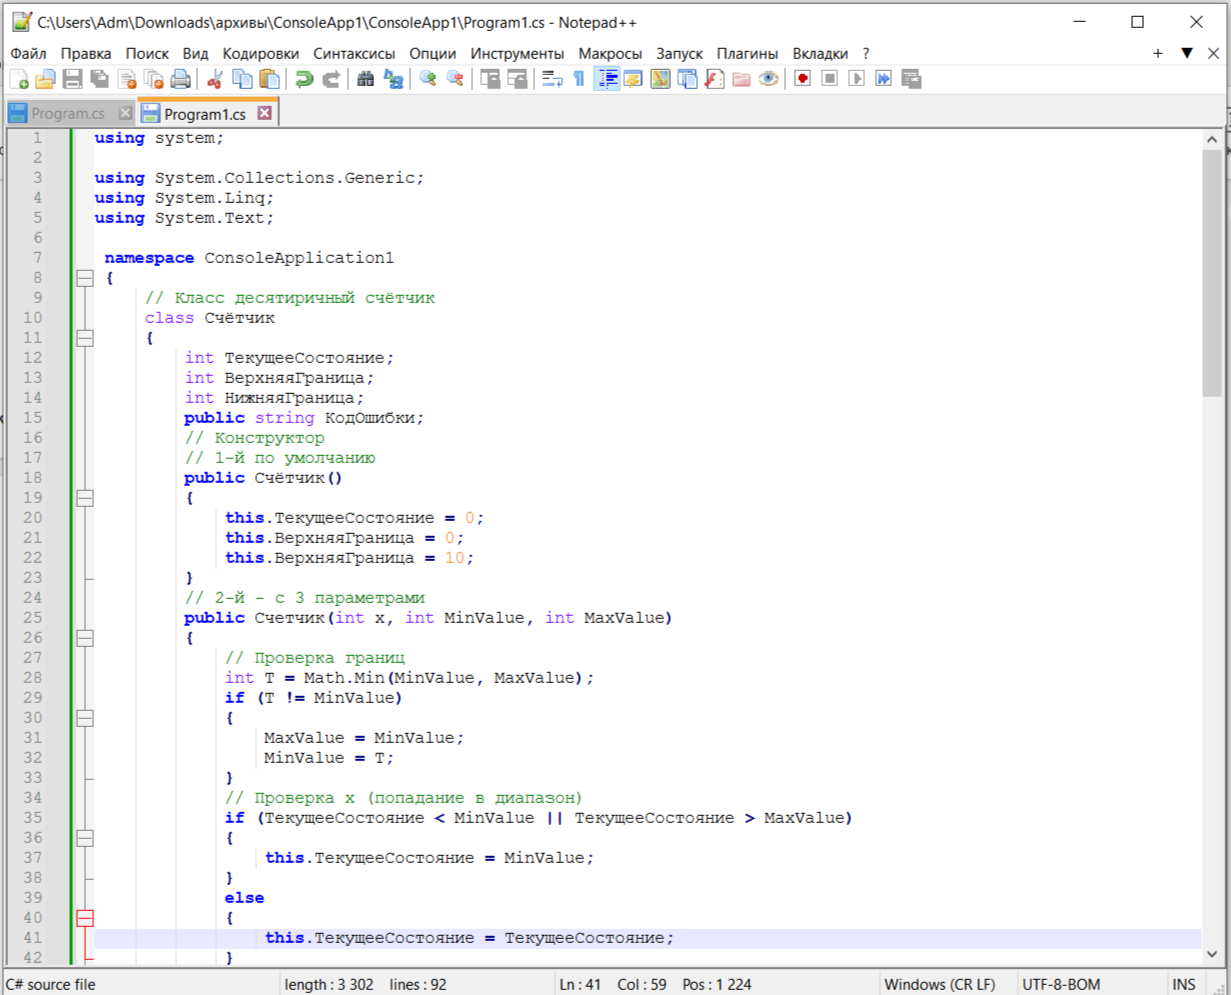 C:\Users\Adm\Downloads\архивы\ConsoleApp1\ConsoleApp1\Program1.cs - Notepad++
Файл Правка Поиск Вид Кодировки Синтаксисы Опции Инструменты Макросы Запуск Плагины Вкладки ?
Program.cs Program1.cs
1 using system;
2
3 using System.Collections.Generic;
4 using System.Linq;
5 using System.Text;
6
7 namespace ConsoleApplication1
8 {
9 // Класс десятиричный счётчик
10 class Счётчик
11 {
12 int ТекущееСостояние;
13 int ВерхняяГраница;
14 int НижняяГраница;
15 public string КодОшибки;
16 // Конструктор
17 // 1-й по умолчанию
18 public Счётчик()
19 {
20 this.ТекущееСостояние = 0;
21 this.ВерхняяГраница = 0;
22 this.ВерхняяГраница = 10;
23 }
24 // 2-й - с 3 параметрами
25 public Счетчик(int x, int MinValue, int MaxValue)
26 {
27 // Проверка границ
28 int T = Math.Min(MinValue, MaxValue);
29 if (T != MinValue)
30 {
31 MaxValue = MinValue;
32 MinValue = T;
33 }
34 // Проверка x (попадание в диапазон)
35 if (ТекущееСостояние < MinValue || ТекущееСостояние > MaxValue)
36 {
37 this.ТекущееСостояние = MinValue;
38 }
39 else
40 {
41 this.ТекущееСостояние = ТекущееСостояние;
42 }
C# source file length : 3 302 lines : 92 Ln : 41 Col : 59 Pos : 1 224 Windows (CR LF) UTF-8-BOM INS